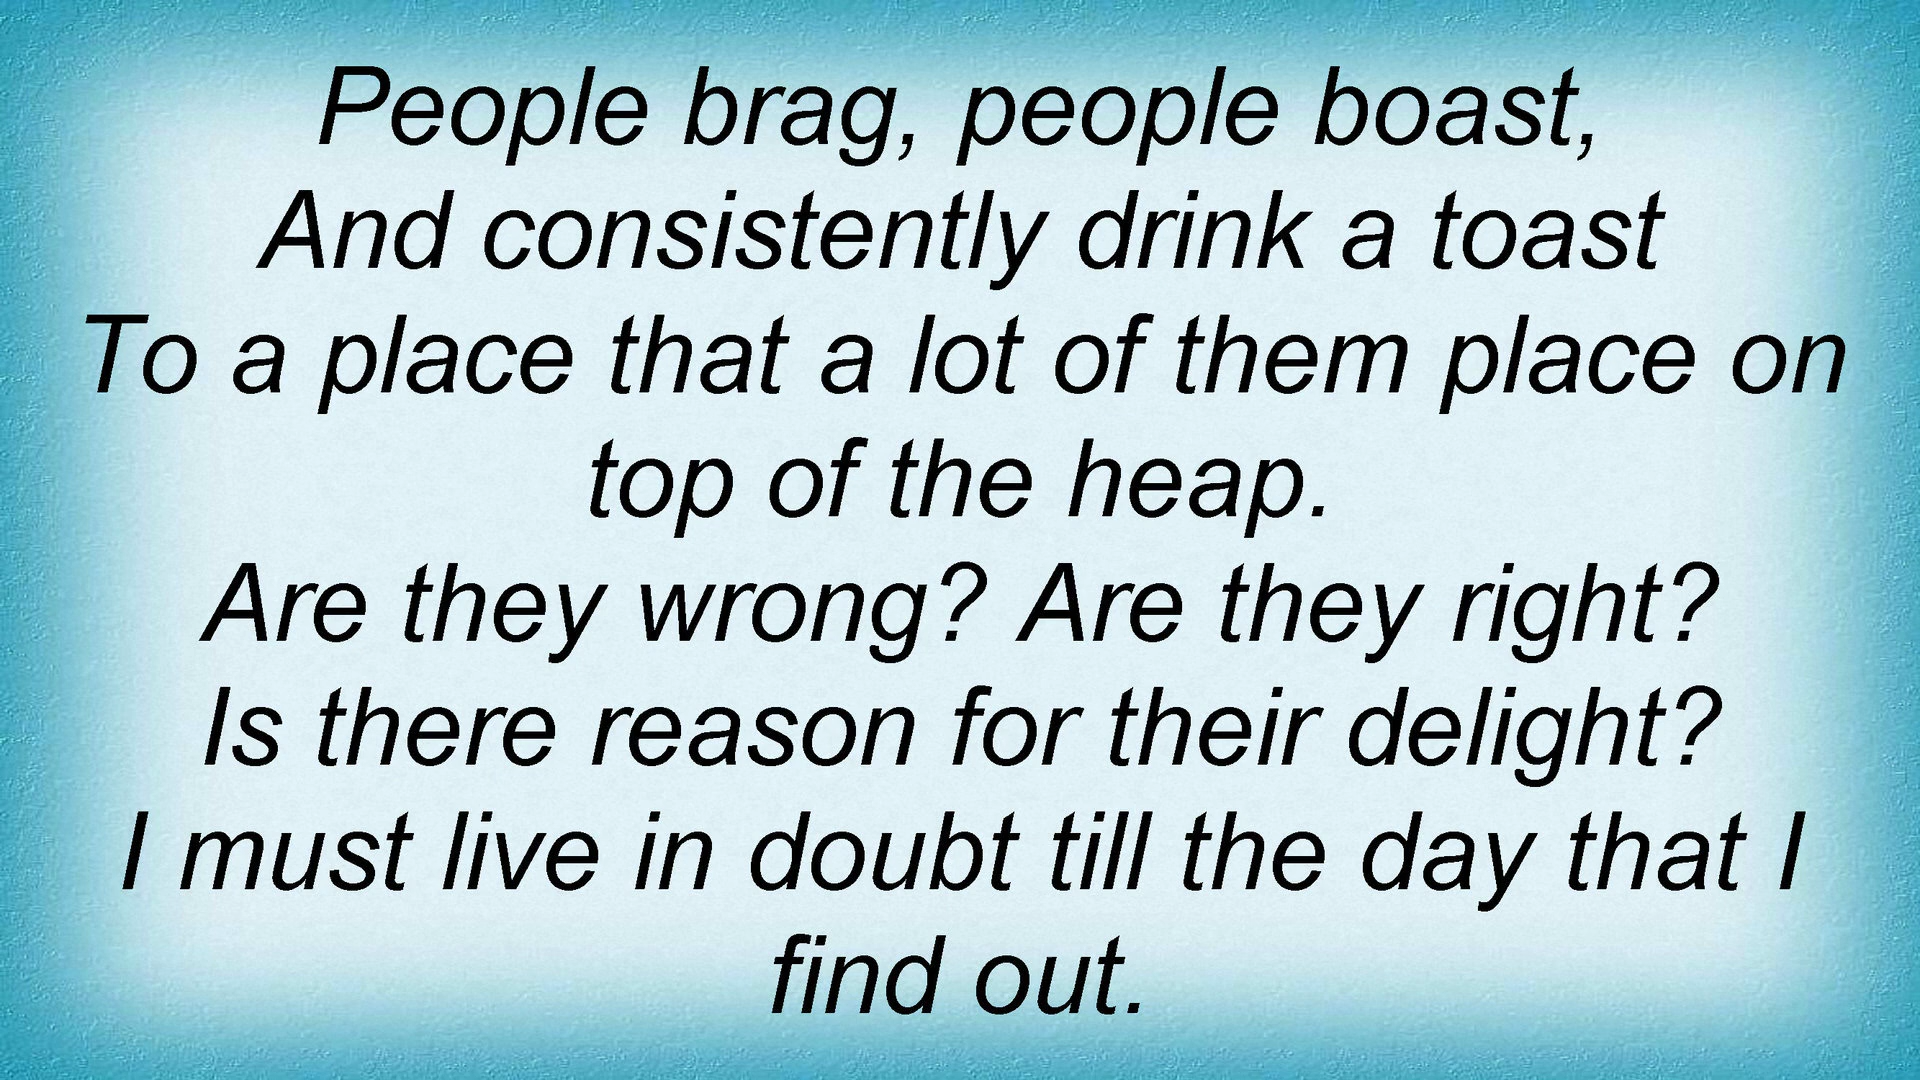 People brag, people boast,
And consistently drink a toast
To a place that a lot of them place on
top of the heap.
Are they wrong? Are they right?
Is there reason for their delight?
I must live in doubt till the day that I
find out.